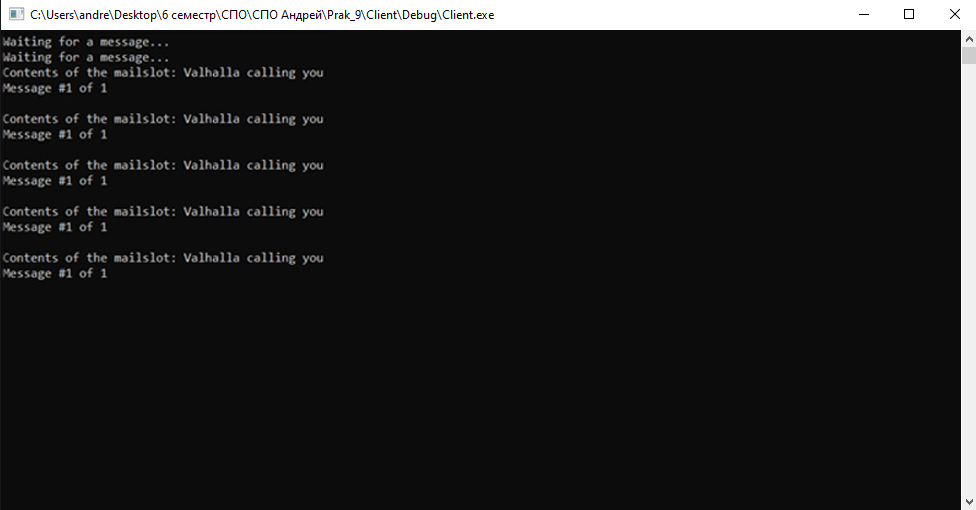 C:\Users\andre\Desktop\6 семестр\СПО\СПО Андрей\Prak_9\Client\Debug\Client.exe
Waiting for a message...
Waiting for a message...
Contents of the mailslot: Valhalla calling you
Message #1 of 1
Contents of the mailslot: Valhalla calling you
Message #1 of 1
Contents of the mailslot: Valhalla calling you
Message #1 of 1
Contents of the mailslot: Valhalla calling you
Message #1 of 1
Contents of the mailslot: Valhalla calling you
Message #1 of 1